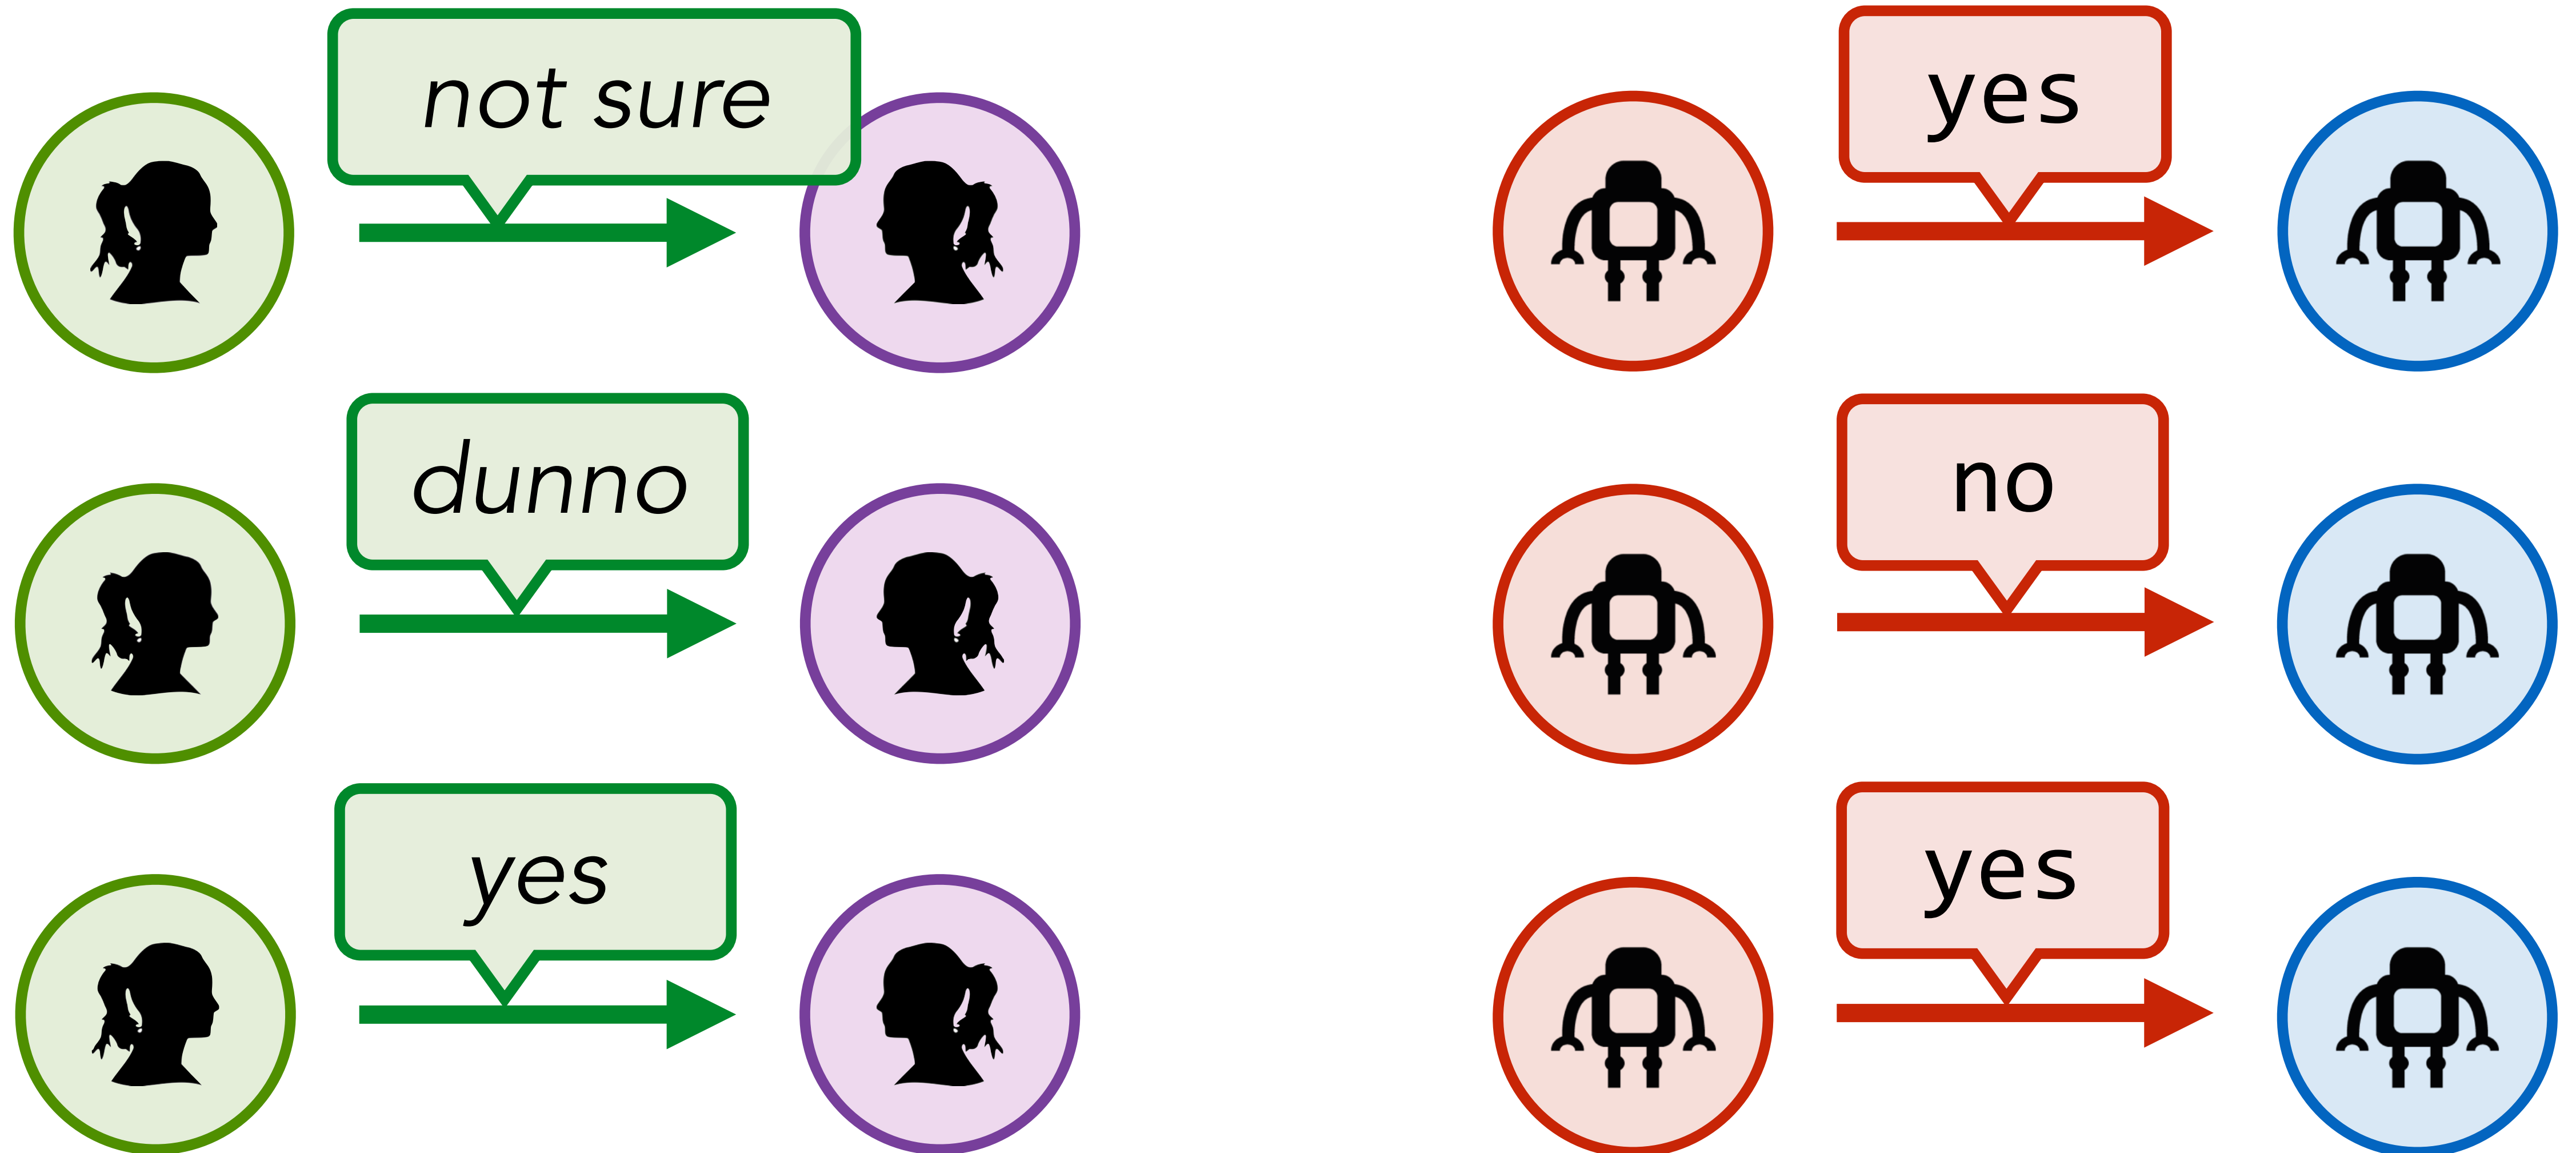 not sure
yes
dunno
no
yes
yes